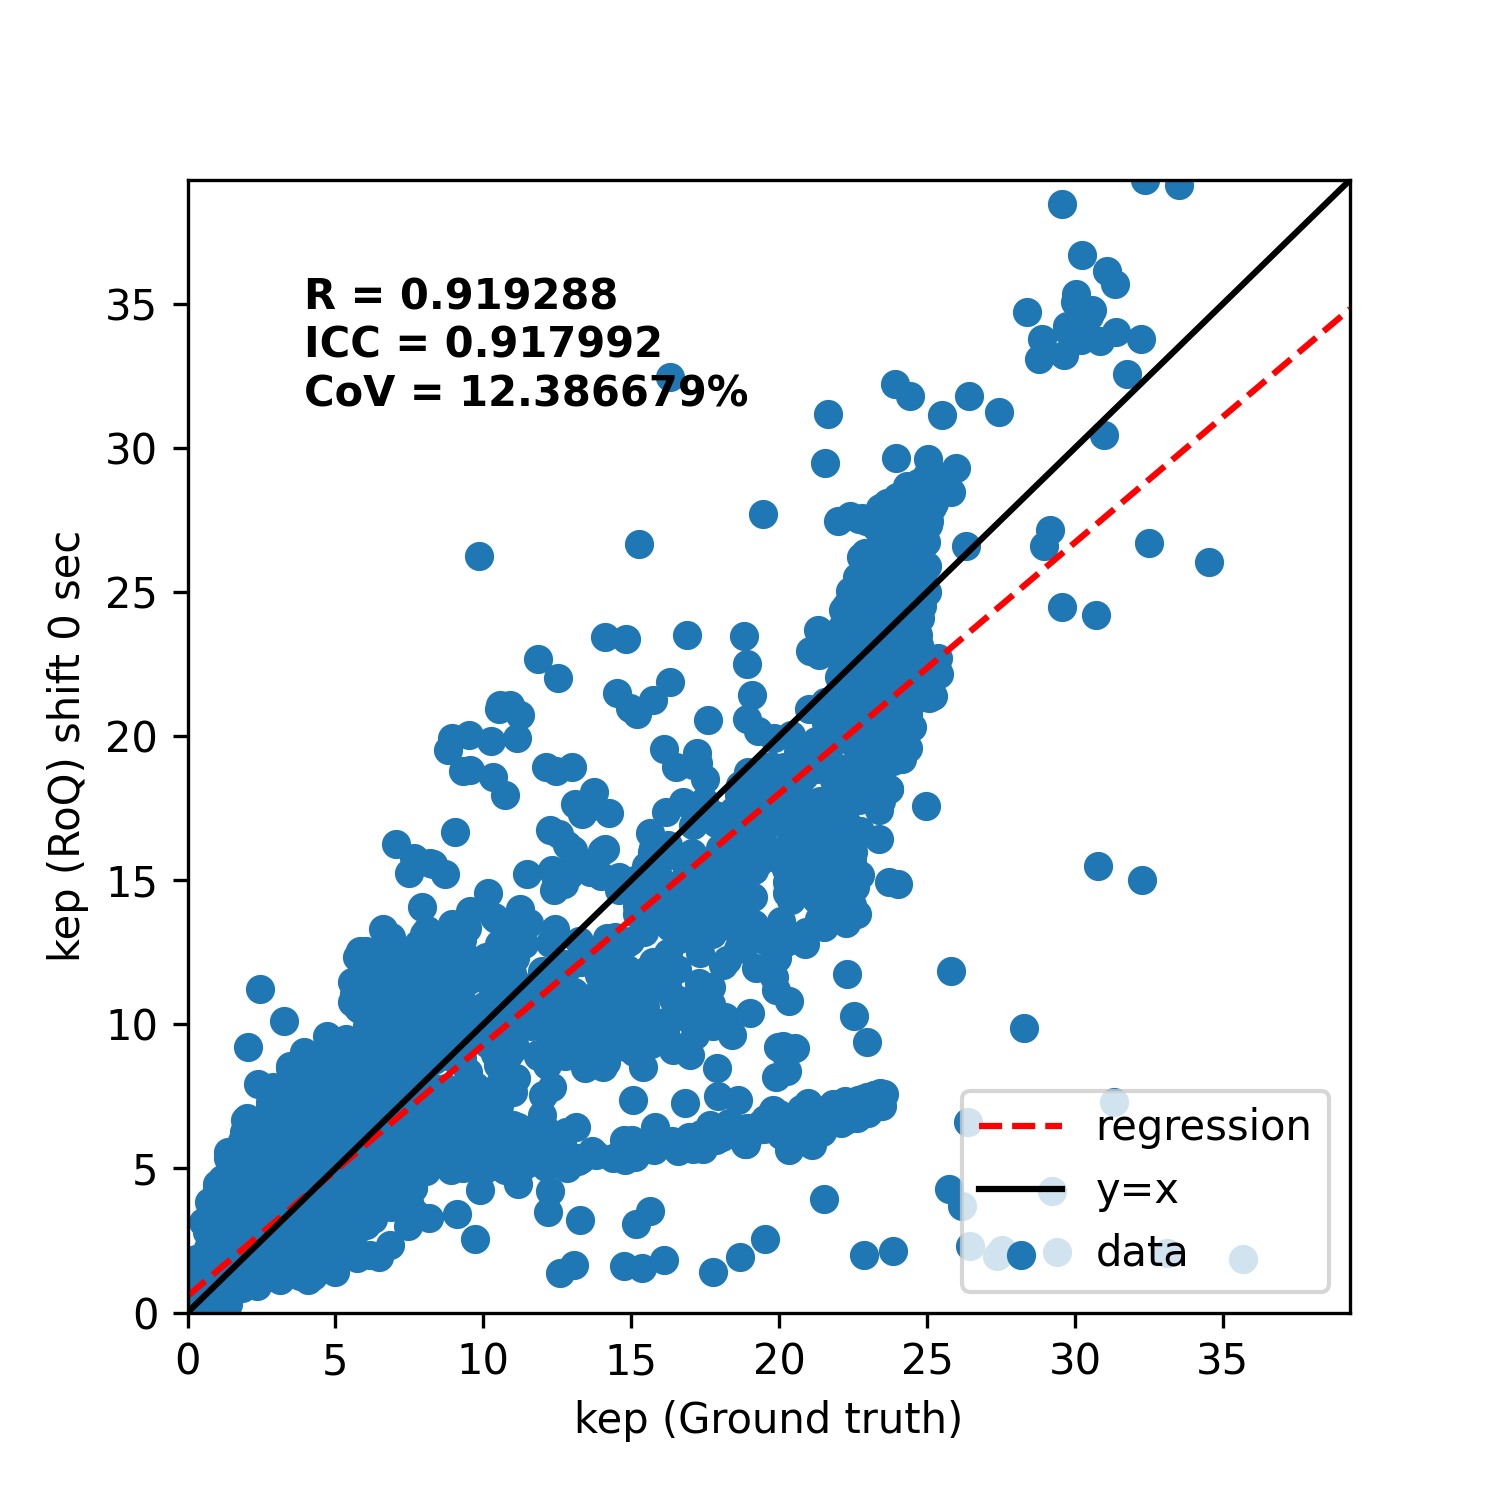 R = 0.919288
ICC = 0.917992
CoV = 12.386679%
35
30
25
20
15
10
5
0
kep (RoQ) shift 0 sec
regression
y=x
data
0 5 10 15 20 25 30 35
kep (Ground truth)